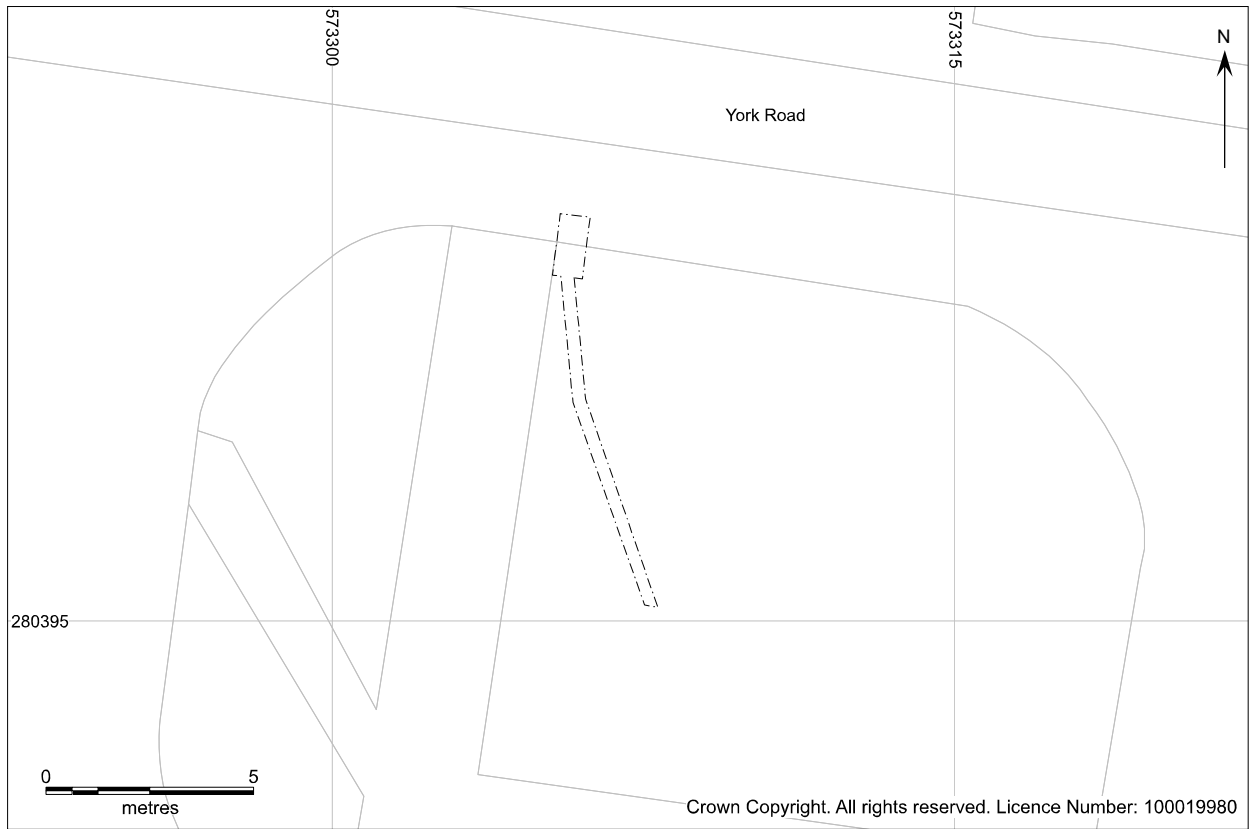 573300
573315
N
York Road
280395
0 5
metres
Crown Copyright. All rights reserved. Licence Number: 100019980